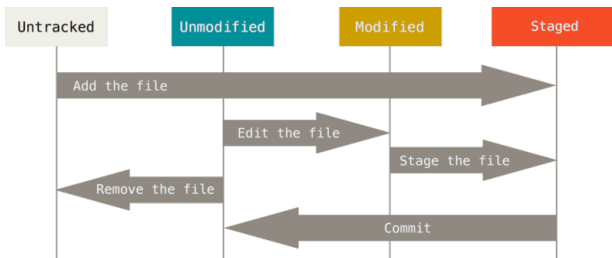 Untracked
Unmodified
Modified
Staged
Add the file
Edit the file
Stage the file
Remove the file
Commit